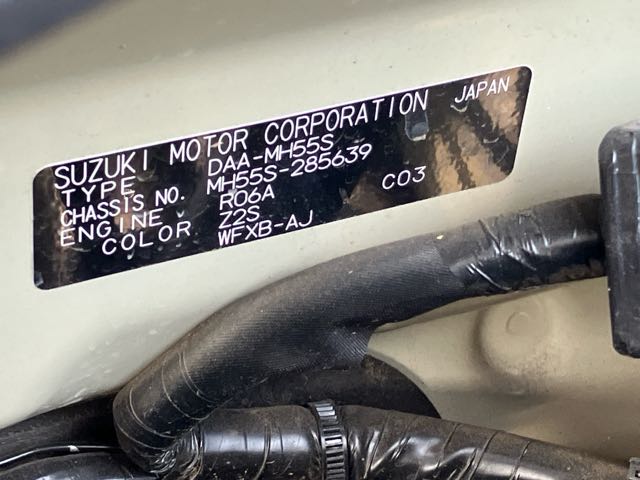 SUZUKI MOTOR CORPORATION JAPAN
TYPE DAA-MH55S
CHASSIS NO. MH55S-285639
ENGINE R06A C03
COLOR Z2S
WFXB-AJ